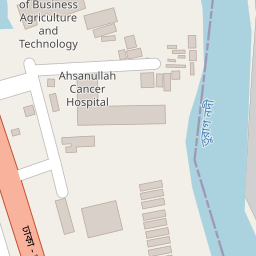 of Business
Agriculture
and
Technology
Ahsanullah
Cancer
Hospital
তুরাগ নদী
ঢাকা -